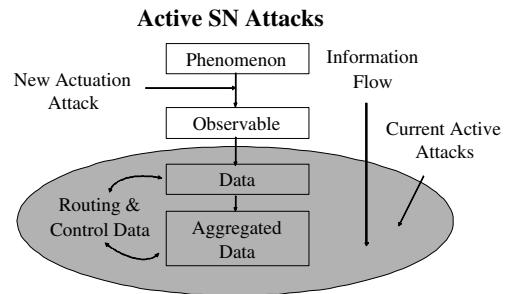 Active SN Attacks
Phenomenon
Information
Flow
New Actuation
Attack
Observable
Current Active
Attacks
Data
Routing &
Control Data
Aggregated
Data